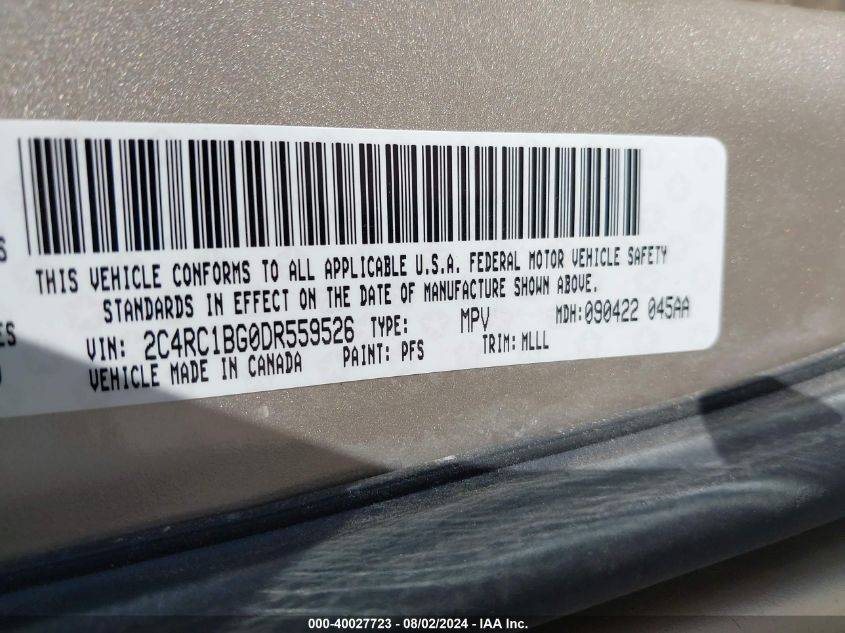 S
THIS VEHICLE CONFORMS TO ALL APPLICABLE U.S.A. FEDERAL MOTOR VEHICLE SAFETY
STANDARDS IN EFFECT ON THE DATE OF MANUFACTURE SHOWN ABOVE.
ES
VIN: 2C4RC1BG0DR559526 TYPE: MPV MDH:090422 045AA
VEHICLE MADE IN CANADA PAINT: PFS TRIM: MLLL
000-40027723 - 08/02/2024 - IAA Inc.